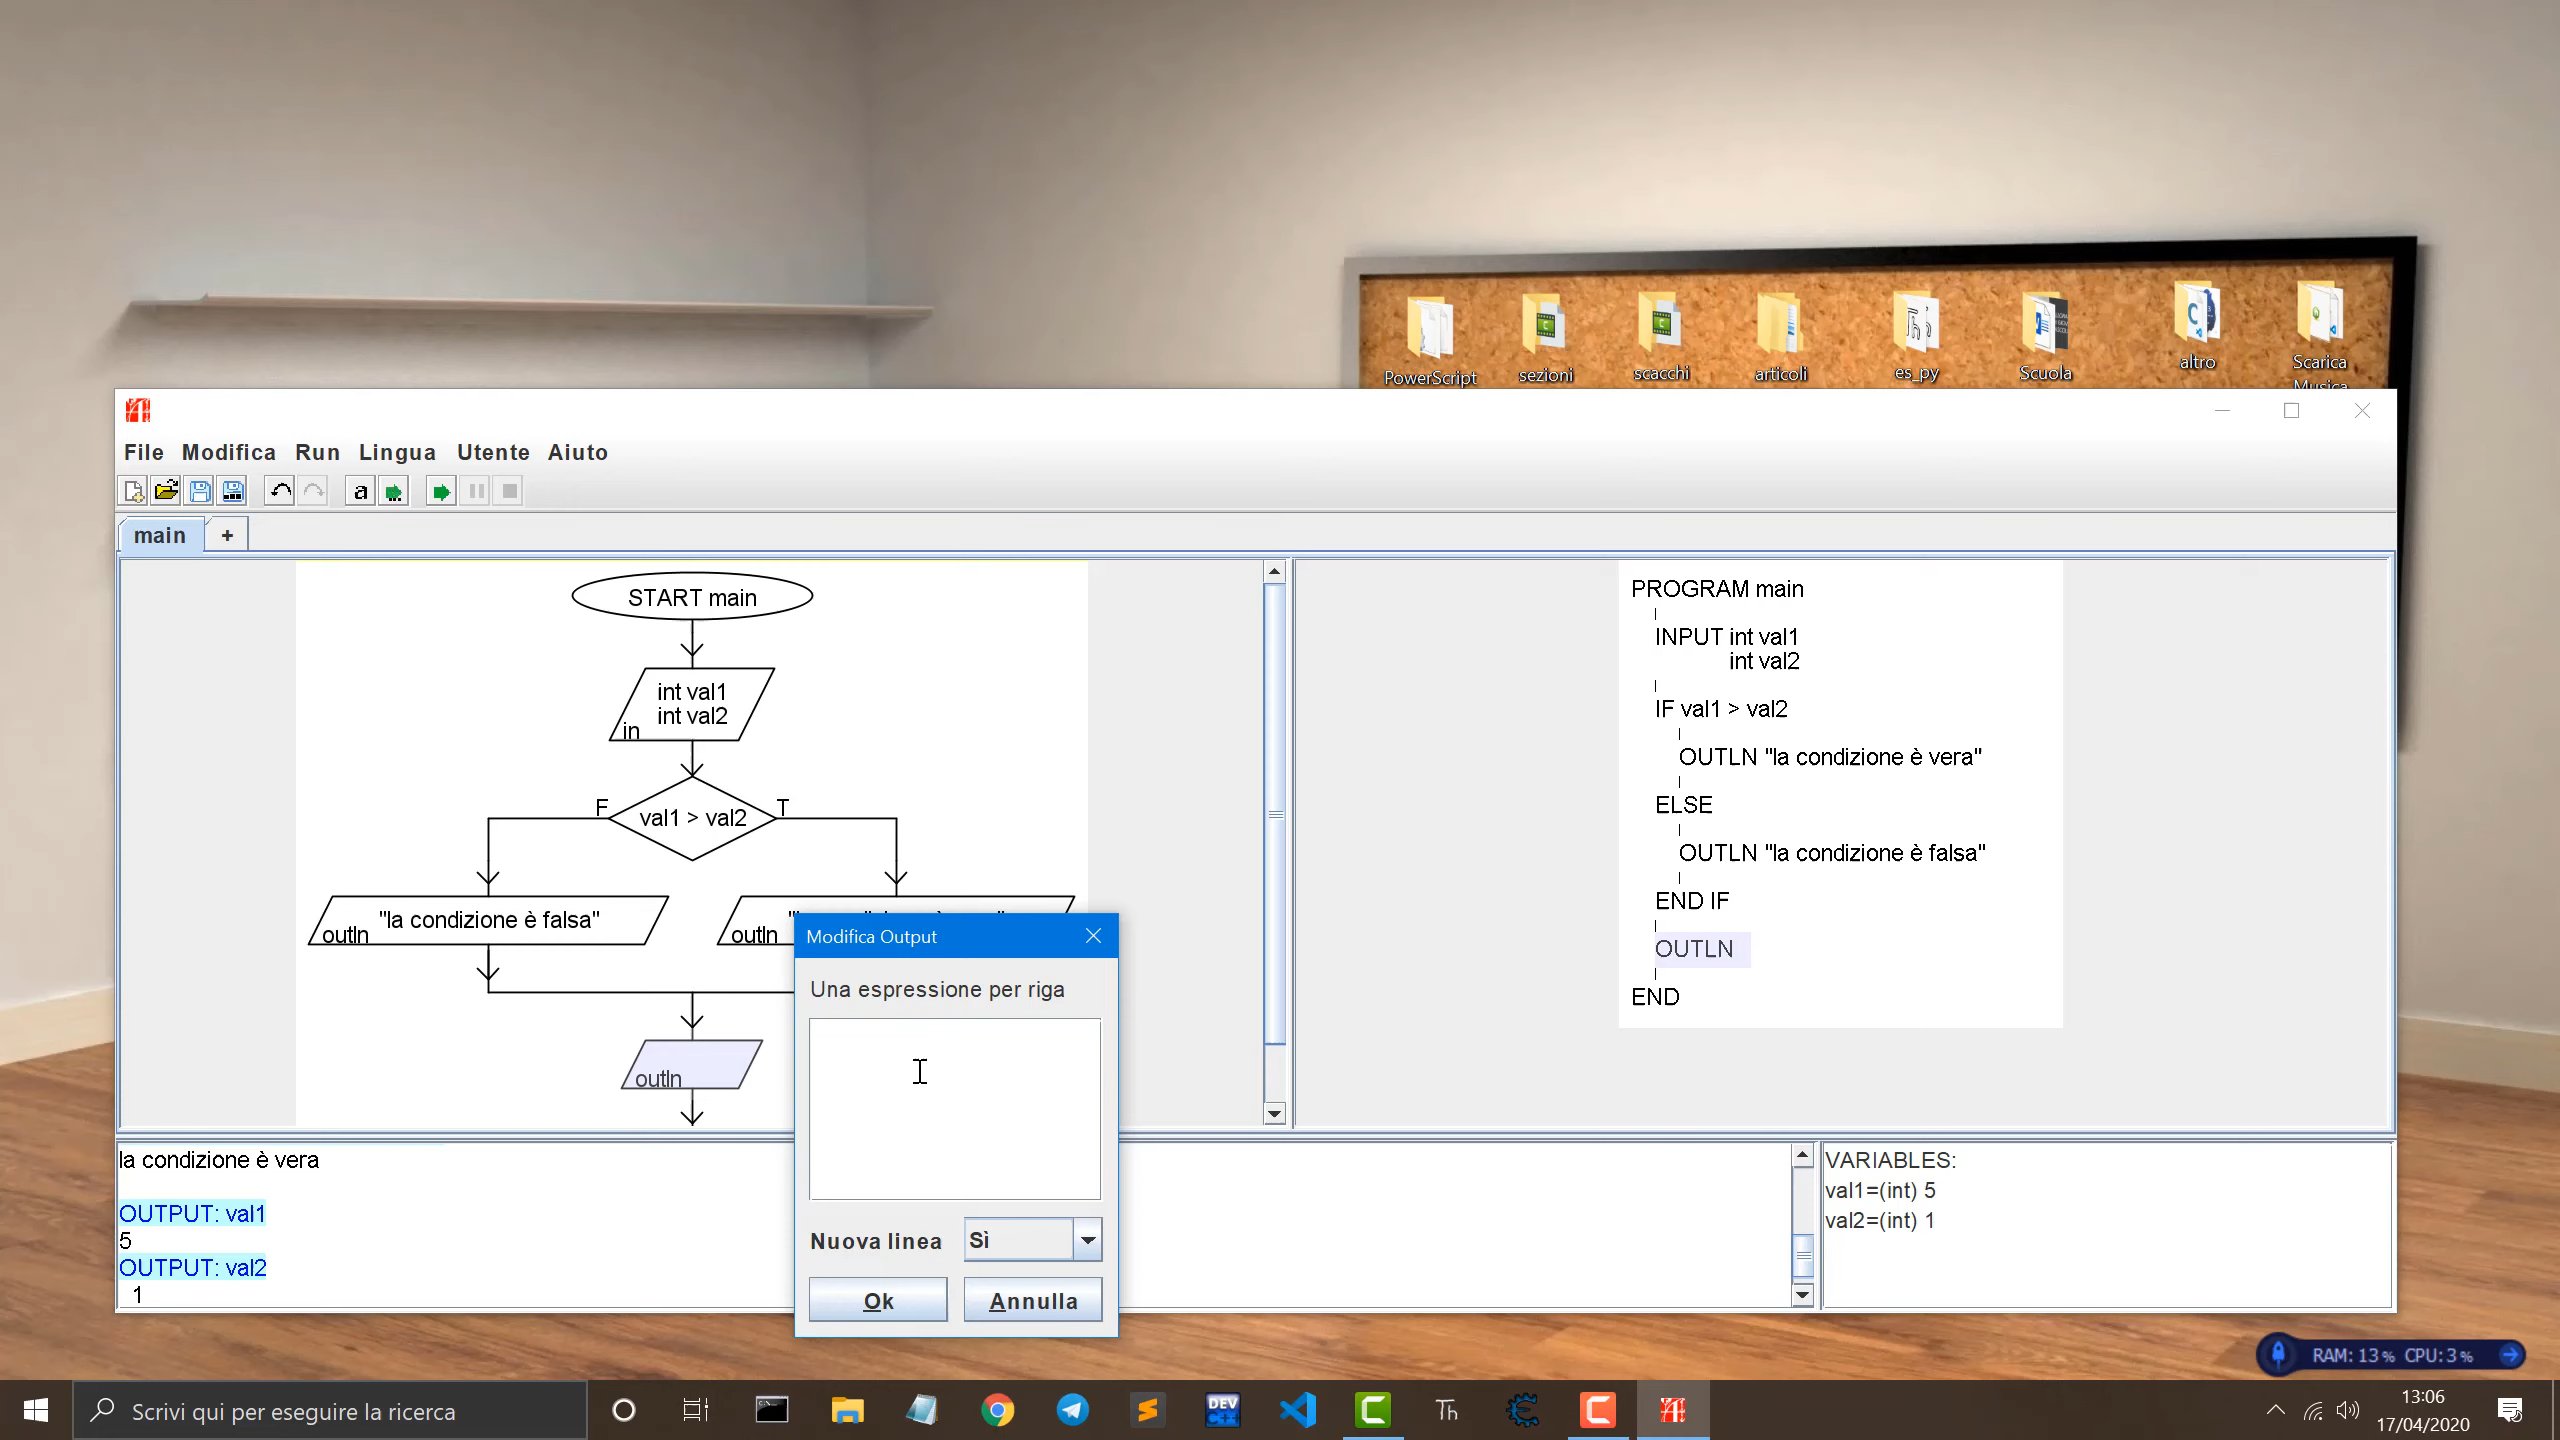 PowerScript
sezioni
scacchi
articoli
es_py
Scuola
altro
Scarica
File Modifica Run Lingua Utente Aiuto
a
main +
START main
int val1
int val2
in
F
val1 > val2
T
"la condizione è falsa"
outln
outln
outln
PROGRAM main
INPUT int val1
int val2
IF val1 > val2
OUTLN "la condizione è vera"
ELSE
OUTLN "la condizione è falsa"
END IF
OUTLN
END
Modifica Output
Una espressione per riga
Nuova linea Sì
Ok Annulla
la condizione è vera
OUTPUT: val1
5
OUTPUT: val2
1
VARIABLES:
val1=(int) 5
val2=(int) 1
RAM: 13 % CPU: 3 %
Scrivi qui per eseguire la ricerca
DEV
C++
Th
13:06
17/04/2020